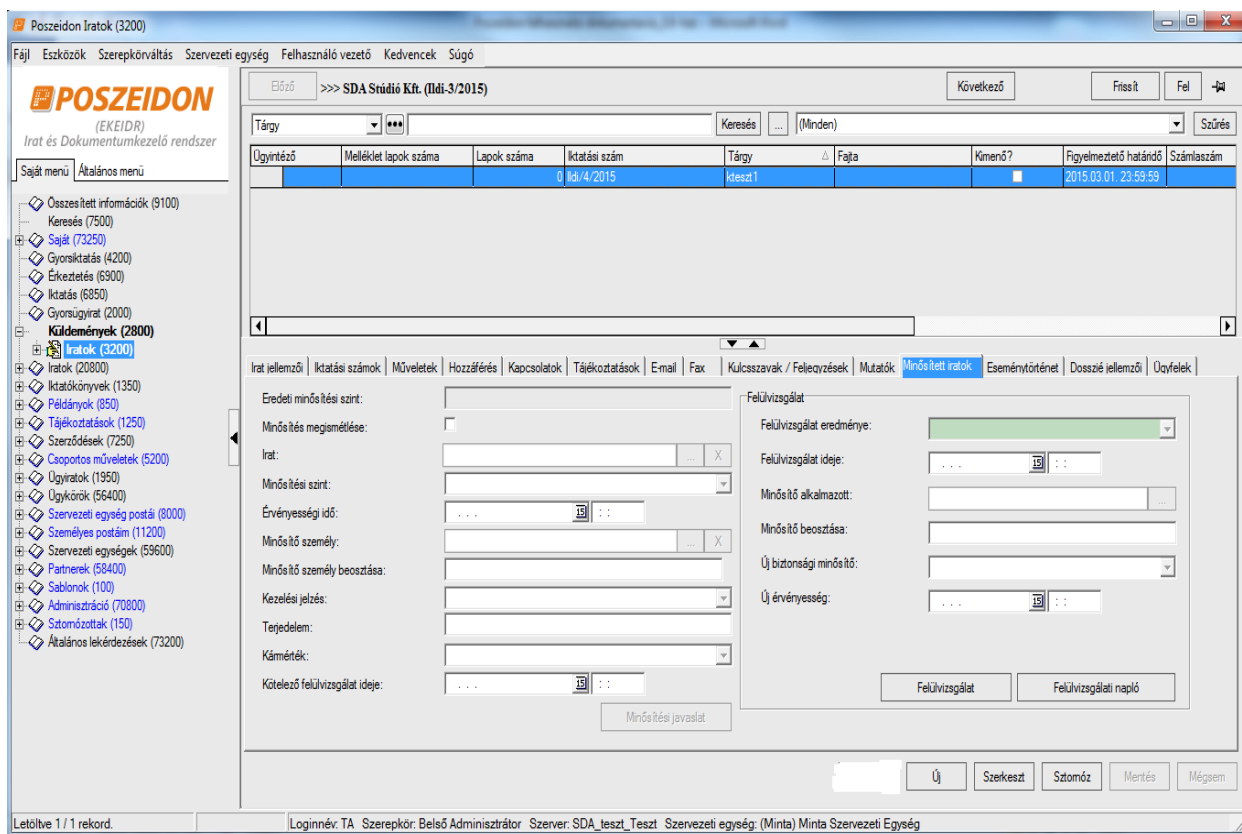 Poszeidon Iratok (3200)
Fájl Eszközök Szerepkörváltás Szervezeti egység Felhasználó vezető Kedvencek Súgó
POSZEIDON
(EKEIDR)
Irat és Dokumentumkezelő rendszer
Saját menü Általános menü
Összesített információk (9100)
Keresés (7500)
Saját (73250)
Gyorsiktatás (4200)
Érkeztetés (6900)
Iktatás (6850)
Gyorsügyirat (2000)
Küldemények (2800)
Iratok (3200)
Iratok (20800)
Iktatókönyvek (1350)
Példányok (850)
Tájékoztatások (1250)
Szerződések (7250)
Csoportos műveletek (5200)
Ügyiratok (1950)
Ügykörök (56400)
Szervezeti egység postái (8000)
Személyes postáim (11200)
Szervezeti egységek (59600)
Partnerek (58400)
Sablonok (100)
Adminisztráció (70800)
Sztornózottak (150)
Általános lekérdezések (73200)
Előző >>> SDA Stúdió Kft. (Ildi-3/2015) Következő Frissít Fel
Tárgy ... Keresés ... (Minden) Szűrés
Ügyintéző Melléklet lapok száma Lapok száma Iktatási szám Tárgy Fajta Kimenő? Figyelmeztető határidő Számlaszám
0 Ildi/4/2015 kteszt1 2015.03.01. 23:59:59
Irat jellemzői Iktatási számok Műveletek Hozzáférés Kapcsolatok Tájékoztatások E-mail Fax Kulcsszavak / Feljegyzések Mutatók Minősített iratok Eseménytörténet Dosszié jellemzői Ügyfelek
Eredeti minősítési szint:
Minősítés megismétlése:
Irat: ... X
Minősítési szint:
Érvényességi idő: . . . 15 : :
Minősítő személy: ... X
Minősítő személy beosztása:
Kezelési jelzés:
Terjedelem:
Kármérték:
Kötelező felülvizsgálat ideje: . . . 15 : :
Minősítési javaslat
Felülvizsgálat
Felülvizsgálat eredménye:
Felülvizsgálat ideje: . . . 15 : :
Minősítő alkalmazott: ...
Minősítő beosztása:
Új biztonsági minősítő:
Új érvényesség: . . . 15 : :
Felülvizsgálat Felülvizsgálati napló
Új Szerkeszt Sztornóz Mentés Mégsem
Letöltve 1 / 1 rekord. Loginnév: TA Szerepkör: Belső Adminisztrátor Szerver: SDA_teszt_Teszt Szervezeti egység: (Minta) Minta Szervezeti Egység